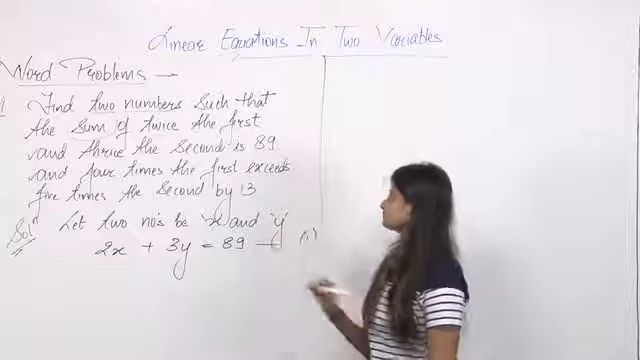 Linear Equations In Two Variables
Word Problems —
Find two numbers such that
the sum of twice the first
and thrice the second is 89
and four times the first exceeds
five times the second by 13
Solⁿ Let two no's be 'x' and 'y'
2x + 3y = 89 — (i)